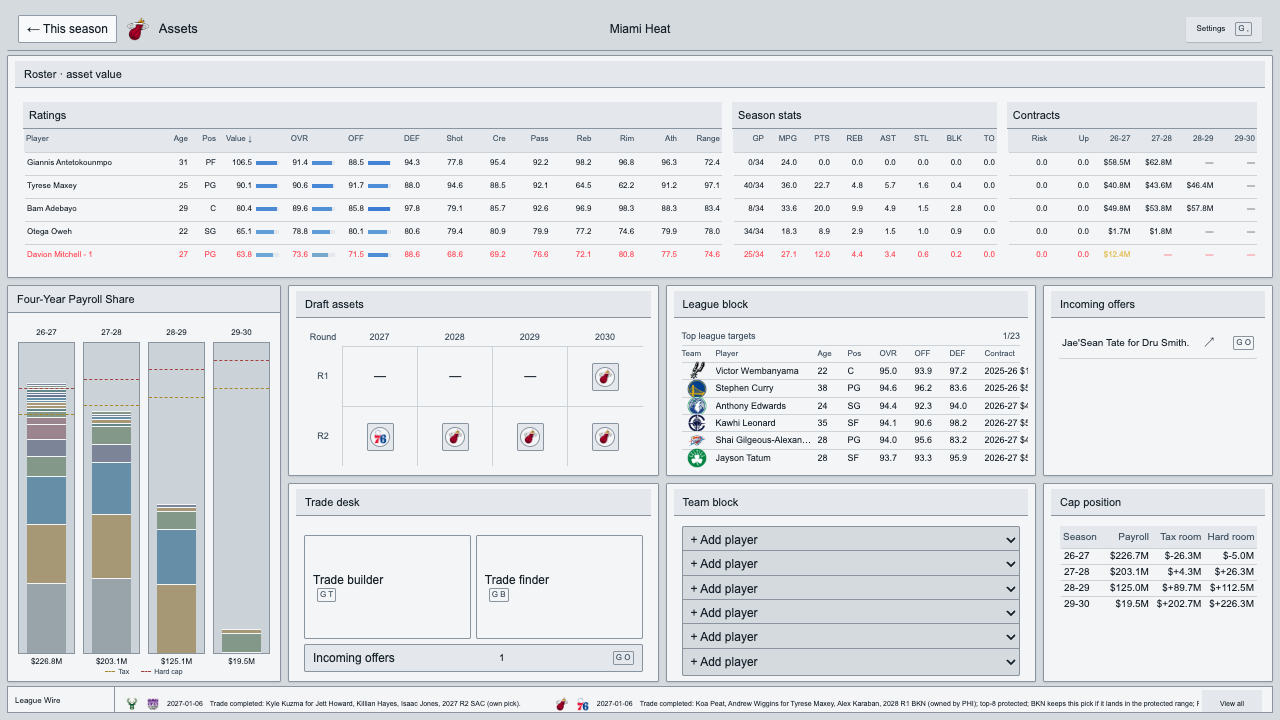 ← This season
Assets
Miami Heat
Settings G .
Roster · asset value
Ratings
Season stats
Contracts
Player Age Pos Value ↓ OVR OFF DEF Shot Cre Pass Reb Rim Ath Range GP MPG PTS REB AST STL BLK TO Risk Up 26-27 27-28 28-29 29-30
Giannis Antetokounmpo 31 PF 106.5 91.4 88.5 94.3 77.8 95.4 92.2 98.2 96.8 96.3 72.4 0/34 24.0 0.0 0.0 0.0 0.0 0.0 0.0 0.0 0.0 $58.5M $62.8M — —
Tyrese Maxey 25 PG 90.1 90.6 91.7 88.0 94.6 88.5 92.1 64.5 62.2 91.2 97.1 40/34 36.0 22.7 4.8 5.7 1.6 0.4 0.0 0.0 0.0 $40.8M $43.6M $46.4M —
Bam Adebayo 29 C 80.4 89.6 85.8 97.8 79.1 85.7 92.6 96.9 98.3 88.3 83.4 8/34 33.6 20.0 9.9 4.9 1.5 2.8 0.0 0.0 0.0 $49.8M $53.8M $57.8M —
Otega Oweh 22 SG 65.1 78.8 80.1 80.6 79.4 80.9 79.9 77.2 74.6 79.9 78.0 34/34 18.3 8.9 2.9 1.5 1.0 0.9 0.0 0.0 0.0 $1.7M $1.8M — —
Davion Mitchell - 1 27 PG 63.8 73.6 71.5 88.6 68.6 69.2 76.6 72.1 80.8 77.5 74.6 25/34 27.1 12.0 4.4 3.4 0.6 0.2 0.0 0.0 0.0 $12.4M — — —
Four-Year Payroll Share
26-27 27-28 28-29 29-30
$226.8M $203.1M $125.1M $19.5M
Tax Hard cap
Draft assets
Round 2027 2028 2029 2030
R1 — — —
R2
76
League block
Top league targets 1/23
Team Player Age Pos OVR OFF DEF Contract
Victor Wembanyama 22 C 95.0 93.9 97.2 2025-26 $1
Stephen Curry 38 PG 94.6 96.2 83.6 2025-26 $5
Anthony Edwards 24 SG 94.4 92.3 94.0 2026-27 $4
Kawhi Leonard 35 SF 94.1 90.6 98.2 2026-27 $5
Shai Gilgeous-Alexan... 28 PG 94.0 95.6 83.2 2026-27 $4
Jayson Tatum 28 SF 93.7 93.3 95.9 2026-27 $5
Incoming offers
Jae'Sean Tate for Dru Smith. ↗ G O
Trade desk
Trade builder
G T
Trade finder
G B
Incoming offers 1 G O
Team block
+ Add player
+ Add player
+ Add player
+ Add player
+ Add player
+ Add player
Cap position
Season Payroll Tax room Hard room
26-27 $226.7M $-26.3M $-5.0M
27-28 $203.1M $+4.3M $+26.3M
28-29 $125.0M $+89.7M $+112.5M
29-30 $19.5M $+202.7M $+226.3M
League Wire
2027-01-06 Trade completed: Kyle Kuzma for Jett Howard, Killian Hayes, Isaac Jones, 2027 R2 SAC (own pick).
76 2027-01-06 Trade completed: Koa Peat, Andrew Wiggins for Tyrese Maxey, Alex Karaban, 2028 R1 BKN (owned by PHI); top-8 protected; BKN keeps this pick if it lands in the protected range;
View all